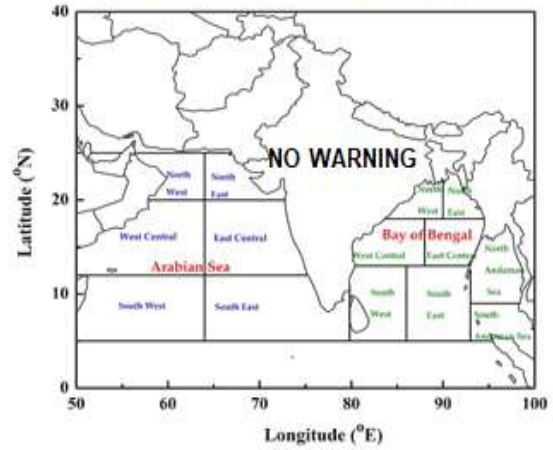 40
30
20
10
0
50
60
70
80
90
100
Latitude (°N)
Longitude (°E)
NO WARNING
North
West
North
East
West Central
East Central
Arabian Sea
South West
South East
North
West
North
East
Bay of Bengal
West Central
East Central
South
West
South
East
North
Andaman
Sea
South
Andaman Sea